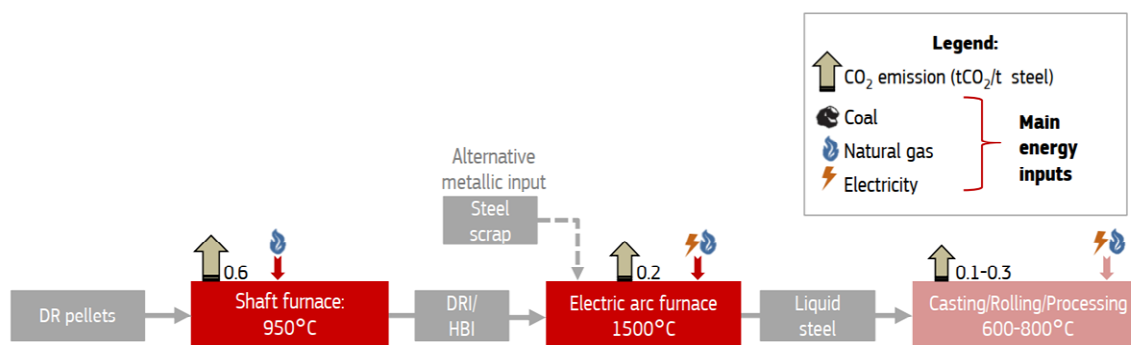 Legend:
CO₂ emission (tCO₂/t steel)
Coal
Natural gas
Electricity
Main
energy
inputs
Alternative
metallic input
Steel
scrap
0.6
0.2
0.1-0.3
DR pellets
Shaft furnace:
950°C
DRI/
HBI
Electric arc furnace
1500°C
Liquid
steel
Casting/Rolling/Processing
600-800°C